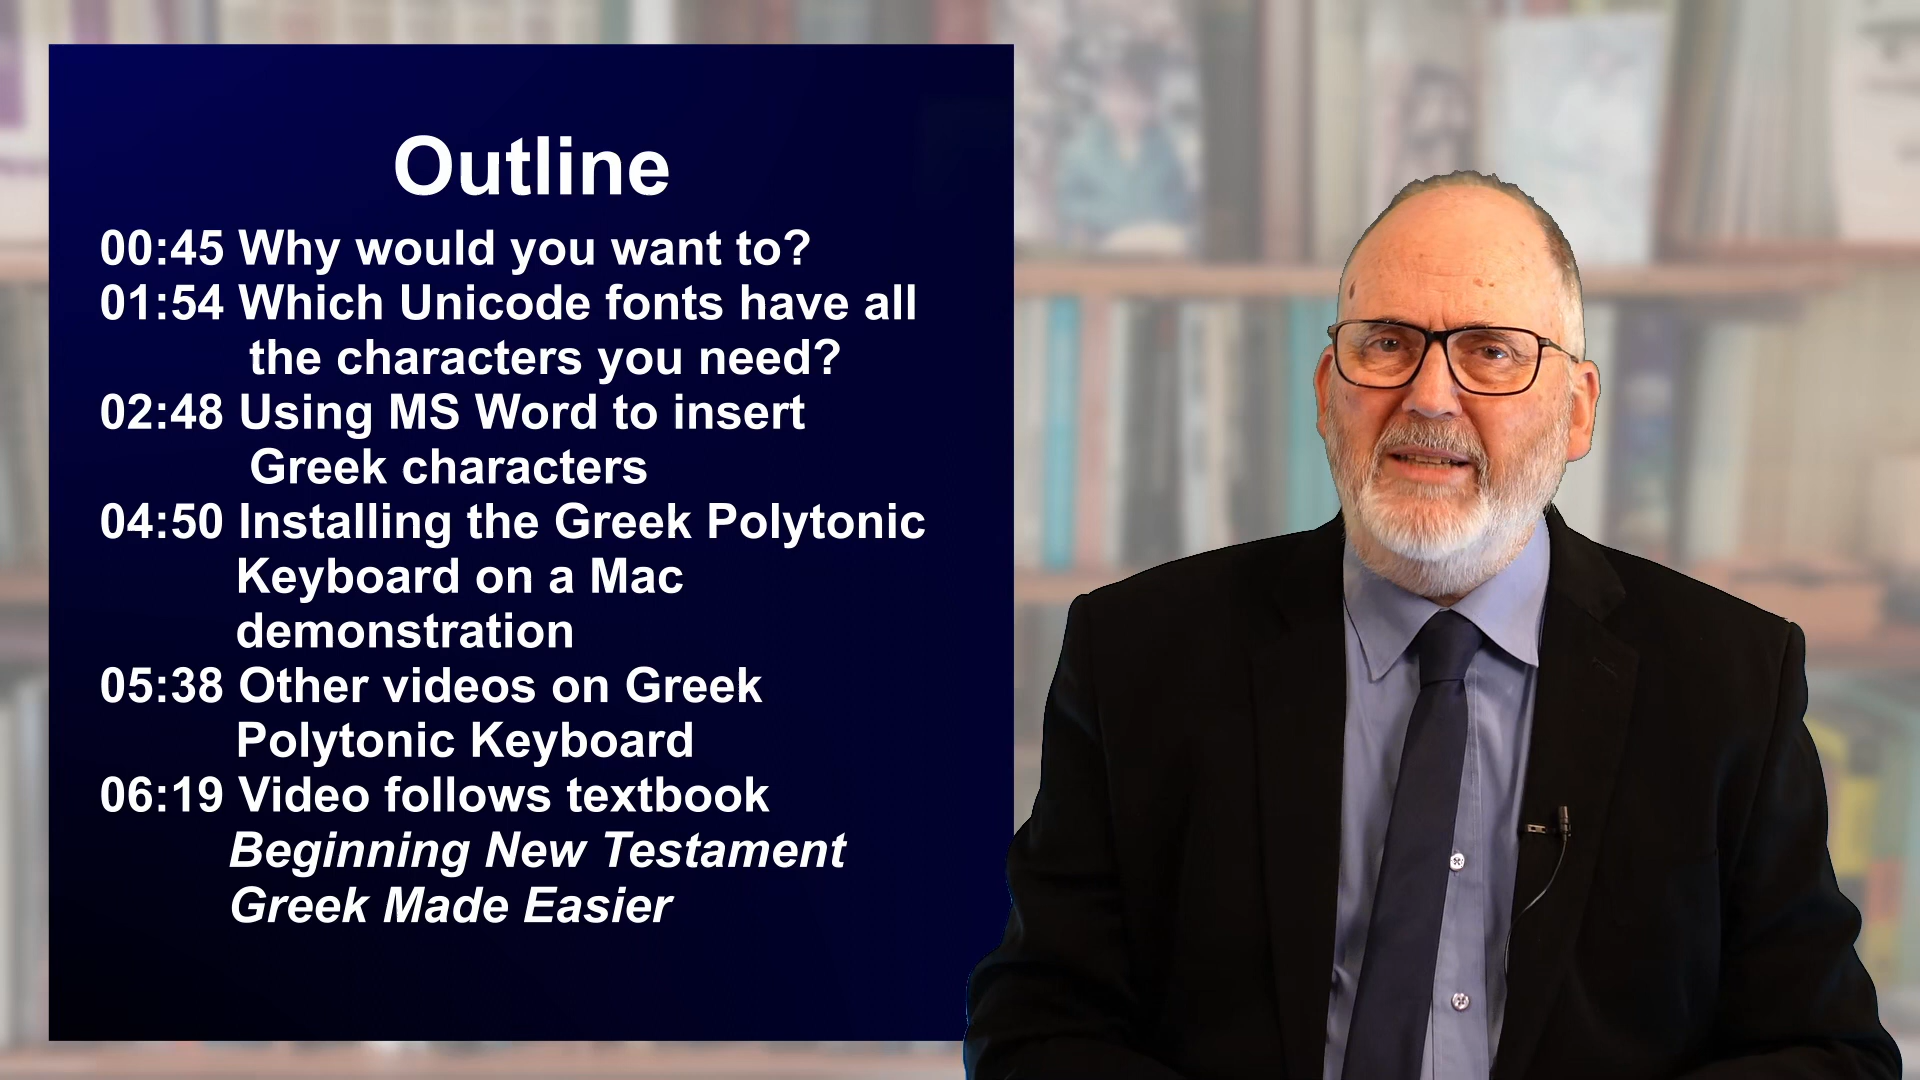 Outline
00:45 Why would you want to?
01:54 Which Unicode fonts have all
the characters you need?
02:48 Using MS Word to insert
Greek characters
04:50 Installing the Greek Polytonic
Keyboard on a Mac
demonstration
05:38 Other videos on Greek
Polytonic Keyboard
06:19 Video follows textbook
Beginning New Testament
Greek Made Easier